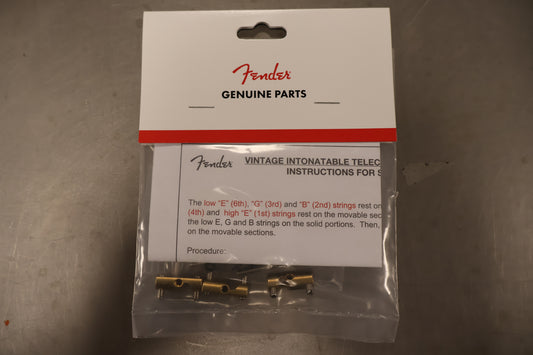 Fender
GENUINE PARTS
Fender
VINTAGE INTONATABLE TELEC
INSTRUCTIONS FOR S
The low "E" (6th), "G" (3rd) and "B" (2nd) strings rest on
(4th) and high "E" (1st) strings rest on the movable sec
the low E, G and B strings on the solid portions. Then,
on the movable sections.
Procedure: